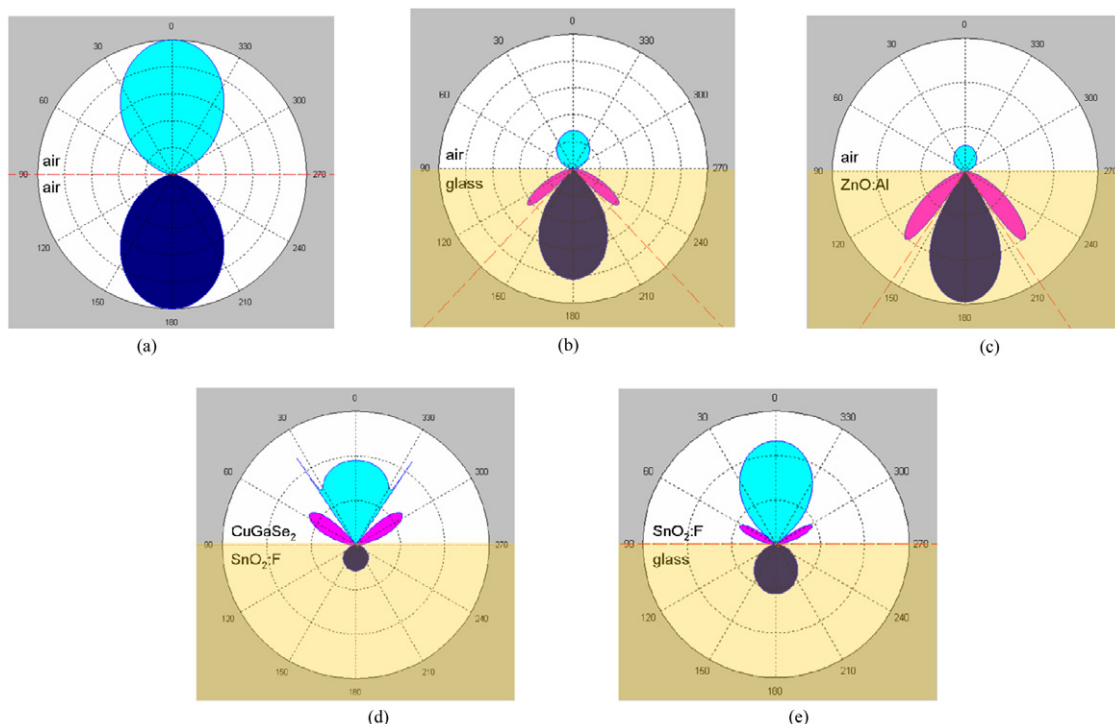 0
30 330
60 300
air
90 270
air
120 240
150 210
180
(a)
0
30 330
60 300
air
90 270
glass
120 240
150 210
180
(b)
0
30 330
60 300
air
90 270
ZnO:Al
120 240
150 210
180
(c)
0
30 330
60 300
CuGaSe₂
90 270
SnO₂:F
120 240
150 210
180
(d)
0
30 330
60 300
SnO₂:F
90 270
glass
120 240
150 210
180
(e)